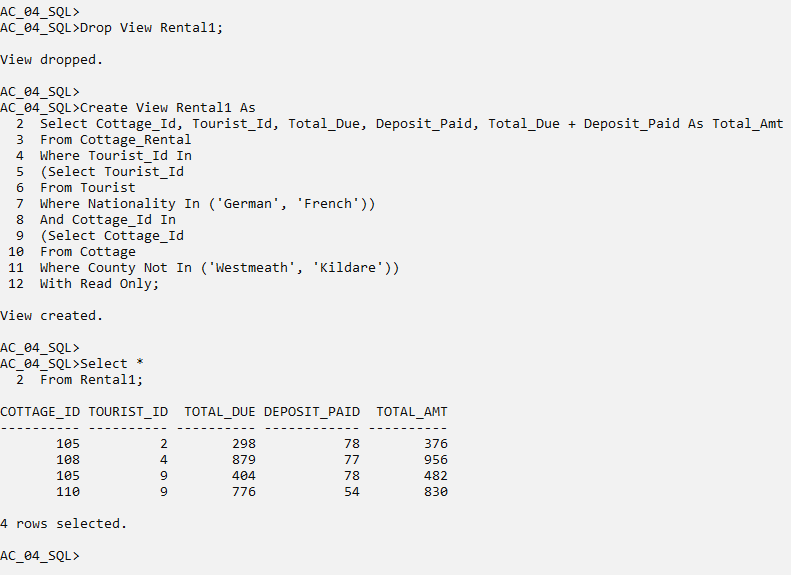 AC_04_SQL>
AC_04_SQL>Drop View Rental1;
View dropped.
AC_04_SQL>
AC_04_SQL>Create View Rental1 As
  2  Select Cottage_Id, Tourist_Id, Total_Due, Deposit_Paid, Total_Due + Deposit_Paid As Total_Amt
  3  From Cottage_Rental
  4  Where Tourist_Id In
  5  (Select Tourist_Id
  6  From Tourist
  7  Where Nationality In ('German', 'French'))
  8  And Cottage_Id In
  9  (Select Cottage_Id
 10  From Cottage
 11  Where County Not In ('Westmeath', 'Kildare'))
 12  With Read Only;
View created.
AC_04_SQL>
AC_04_SQL>Select *
  2  From Rental1;
COTTAGE_ID TOURIST_ID  TOTAL_DUE DEPOSIT_PAID  TOTAL_AMT
---------- ---------- ---------- ------------ ----------
       105          2        298           78        376
       108          4        879           77        956
       105          9        404           78        482
       110          9        776           54        830
4 rows selected.
AC_04_SQL>